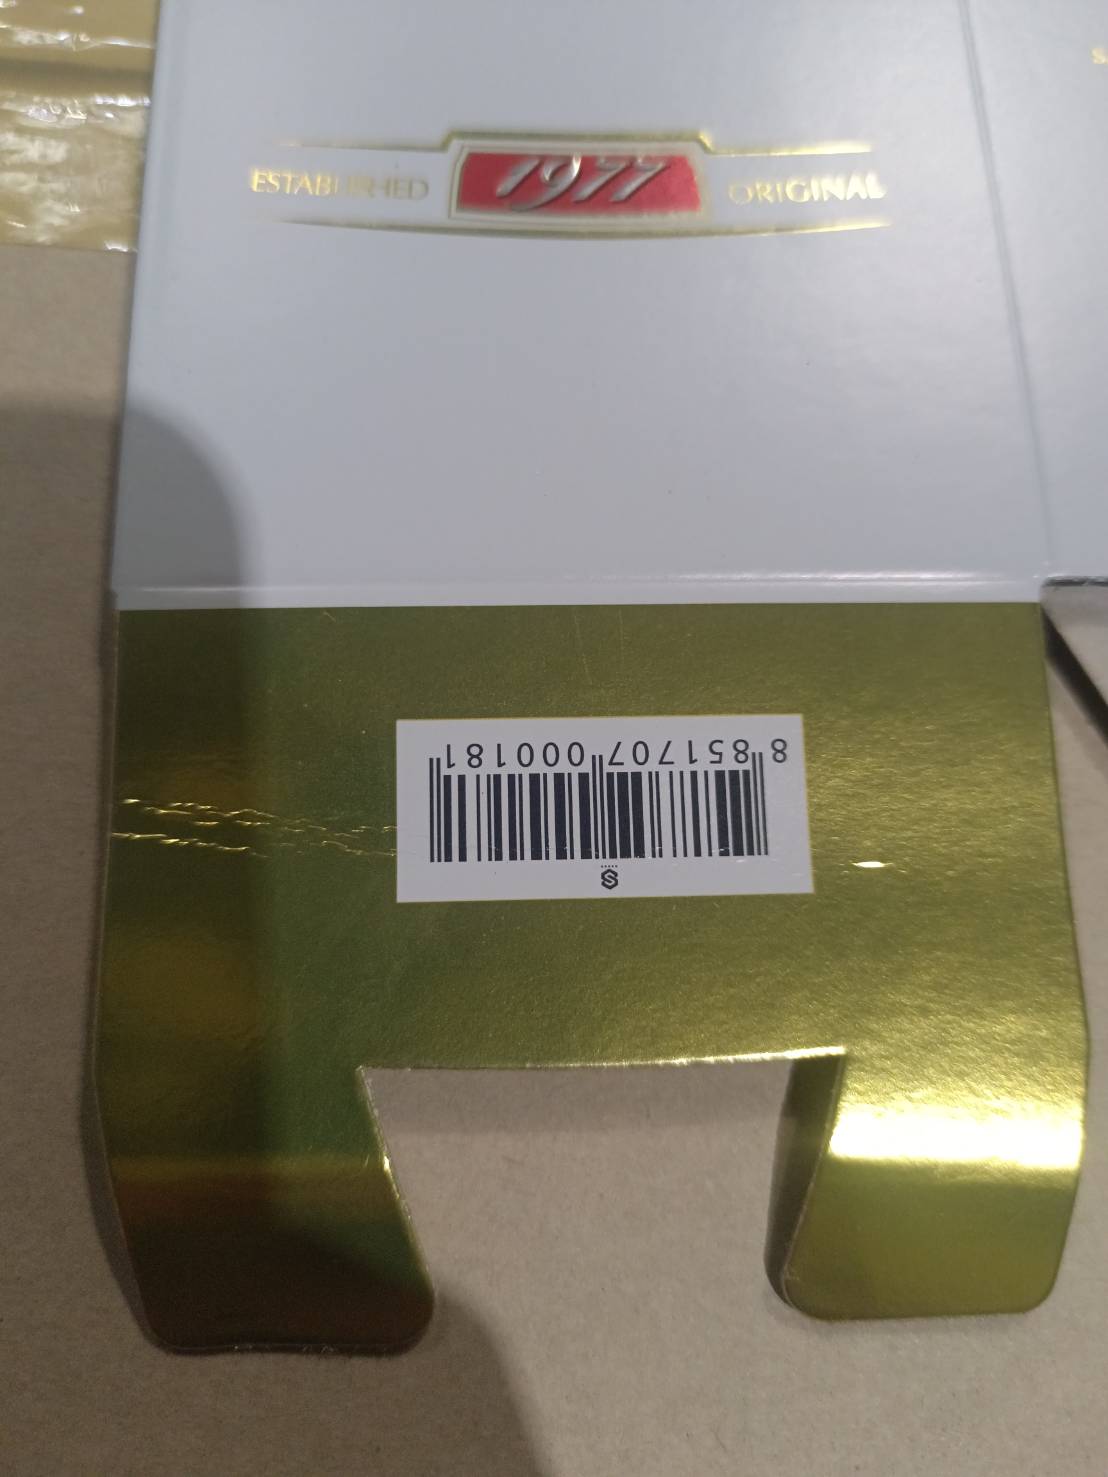 ESTABLISHED 1977 ORIGINAL
8 851707 000181